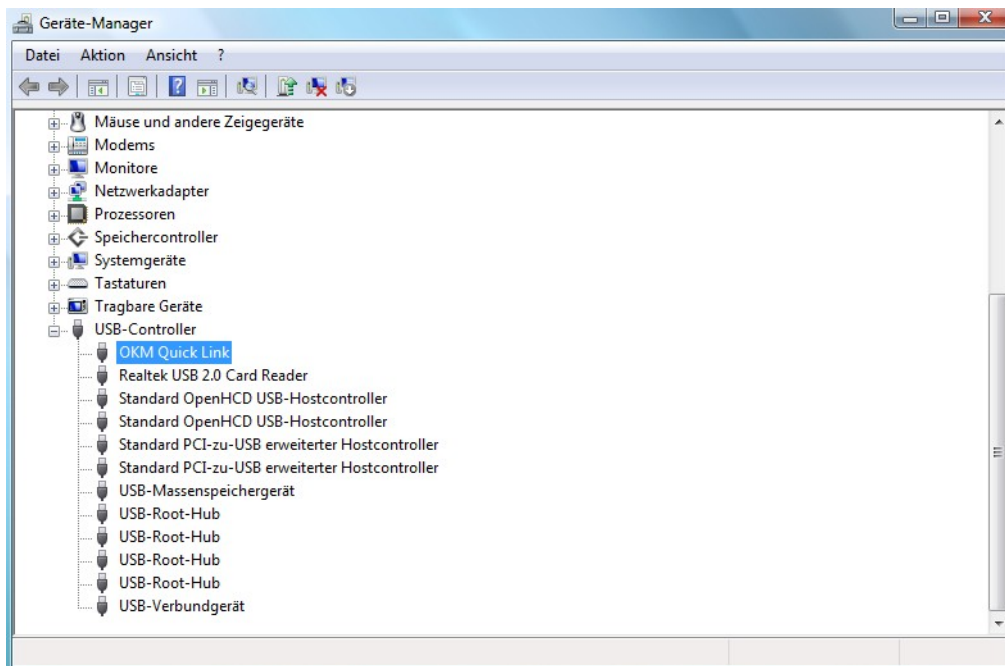 Geräte-Manager
Datei Aktion Ansicht ?
Mäuse und andere Zeigegeräte
Modems
Monitore
Netzwerkadapter
Prozessoren
Speichercontroller
Systemgeräte
Tastaturen
Tragbare Geräte
USB-Controller
OKM Quick Link
Realtek USB 2.0 Card Reader
Standard OpenHCD USB-Hostcontroller
Standard OpenHCD USB-Hostcontroller
Standard PCI-zu-USB erweiterter Hostcontroller
Standard PCI-zu-USB erweiterter Hostcontroller
USB-Massenspeichergerät
USB-Root-Hub
USB-Root-Hub
USB-Root-Hub
USB-Root-Hub
USB-Verbundgerät